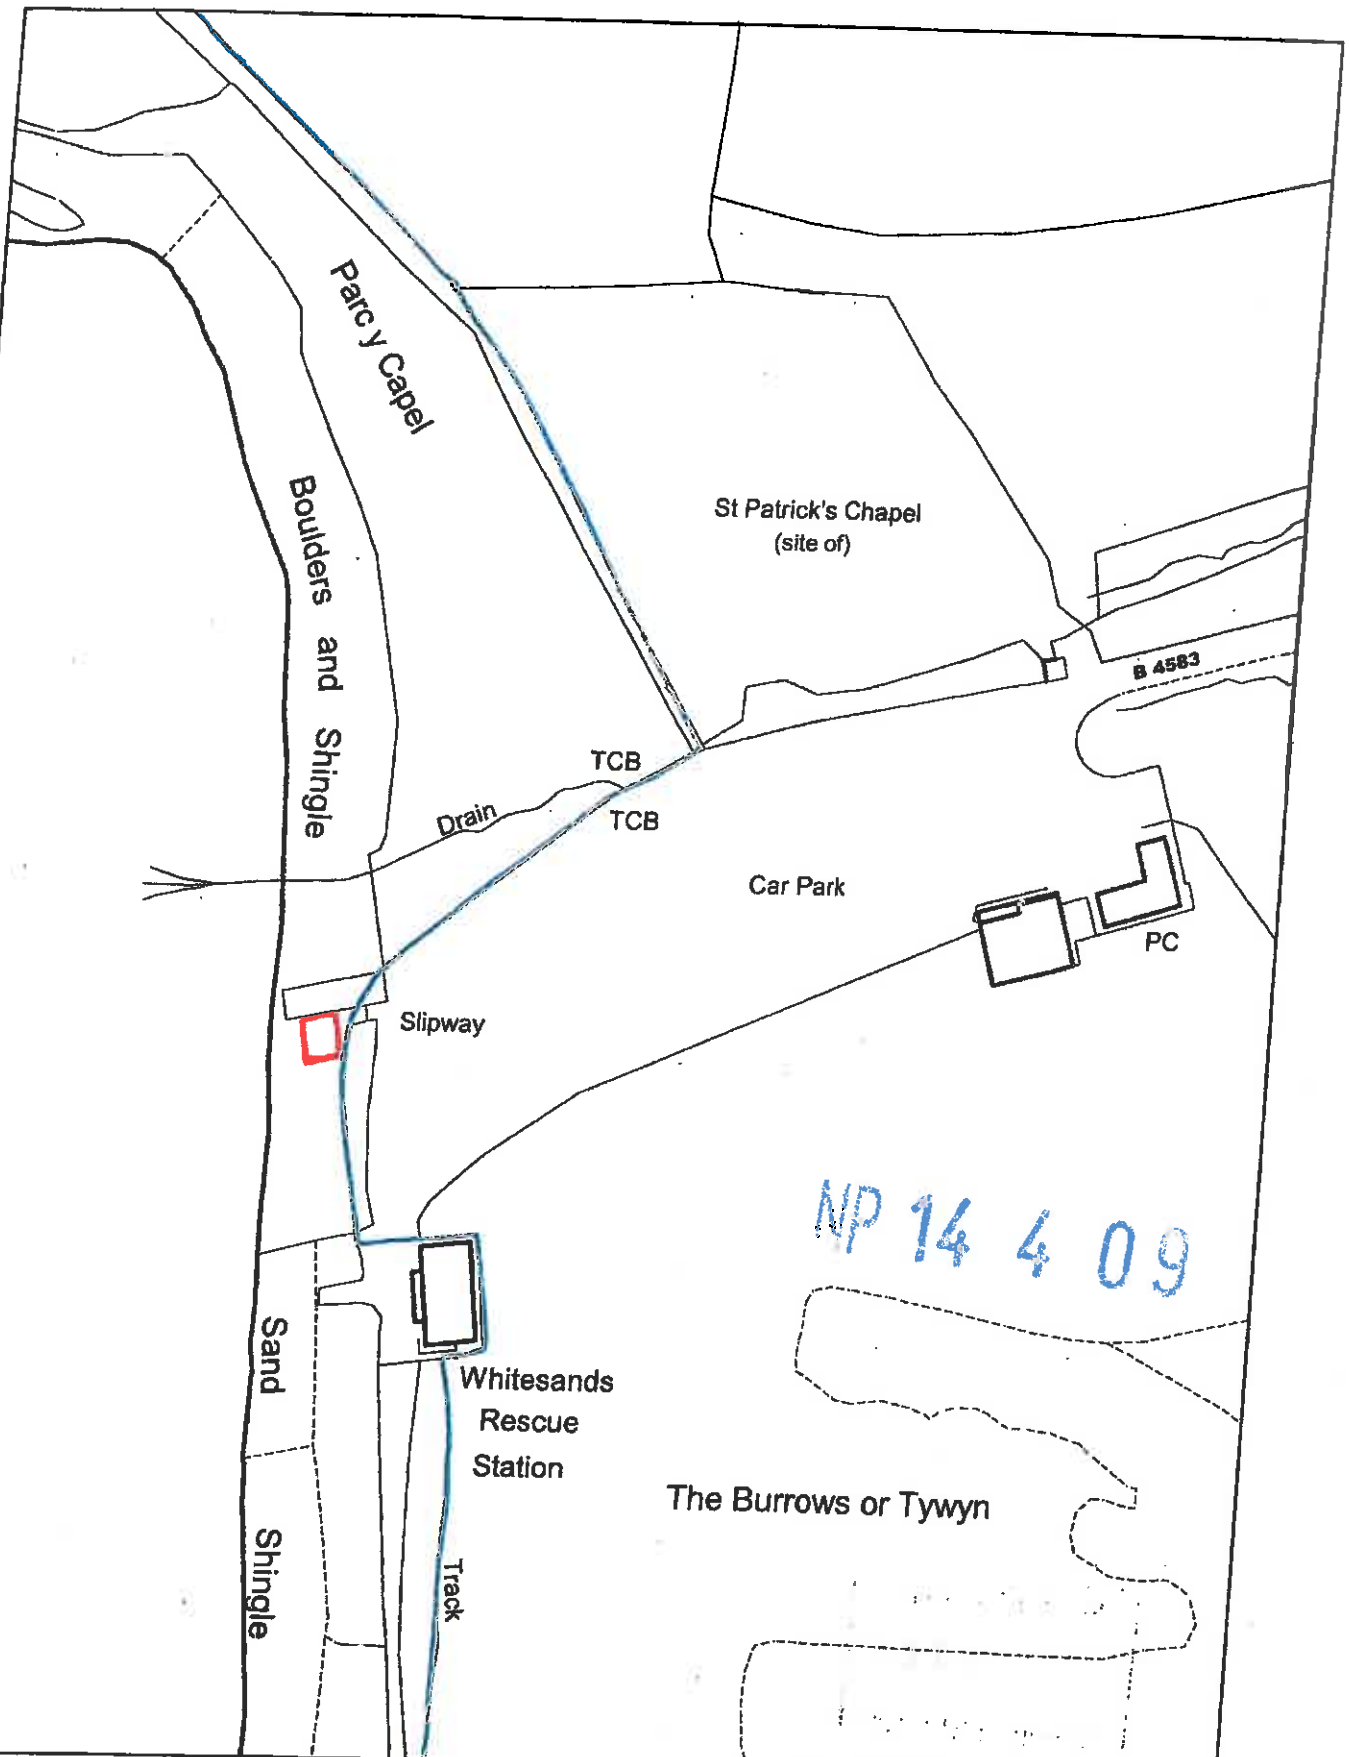 Parc y Capel
Boulders and Shingle
St Patrick's Chapel
(site of)
B 4583
TCB
Drain
TCB
Car Park
PC
Slipway
NP 14 4 09
Sand
Whitesands
Rescue
Station
The Burrows or Tywyn
Shingle
Track